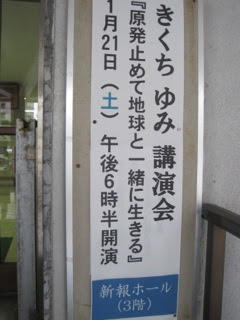 きくち ゆみ 講演会
『原発止めて地球と一緒に生きる』
1月21日（土）午後6時半開演
新報ホール
(3階)